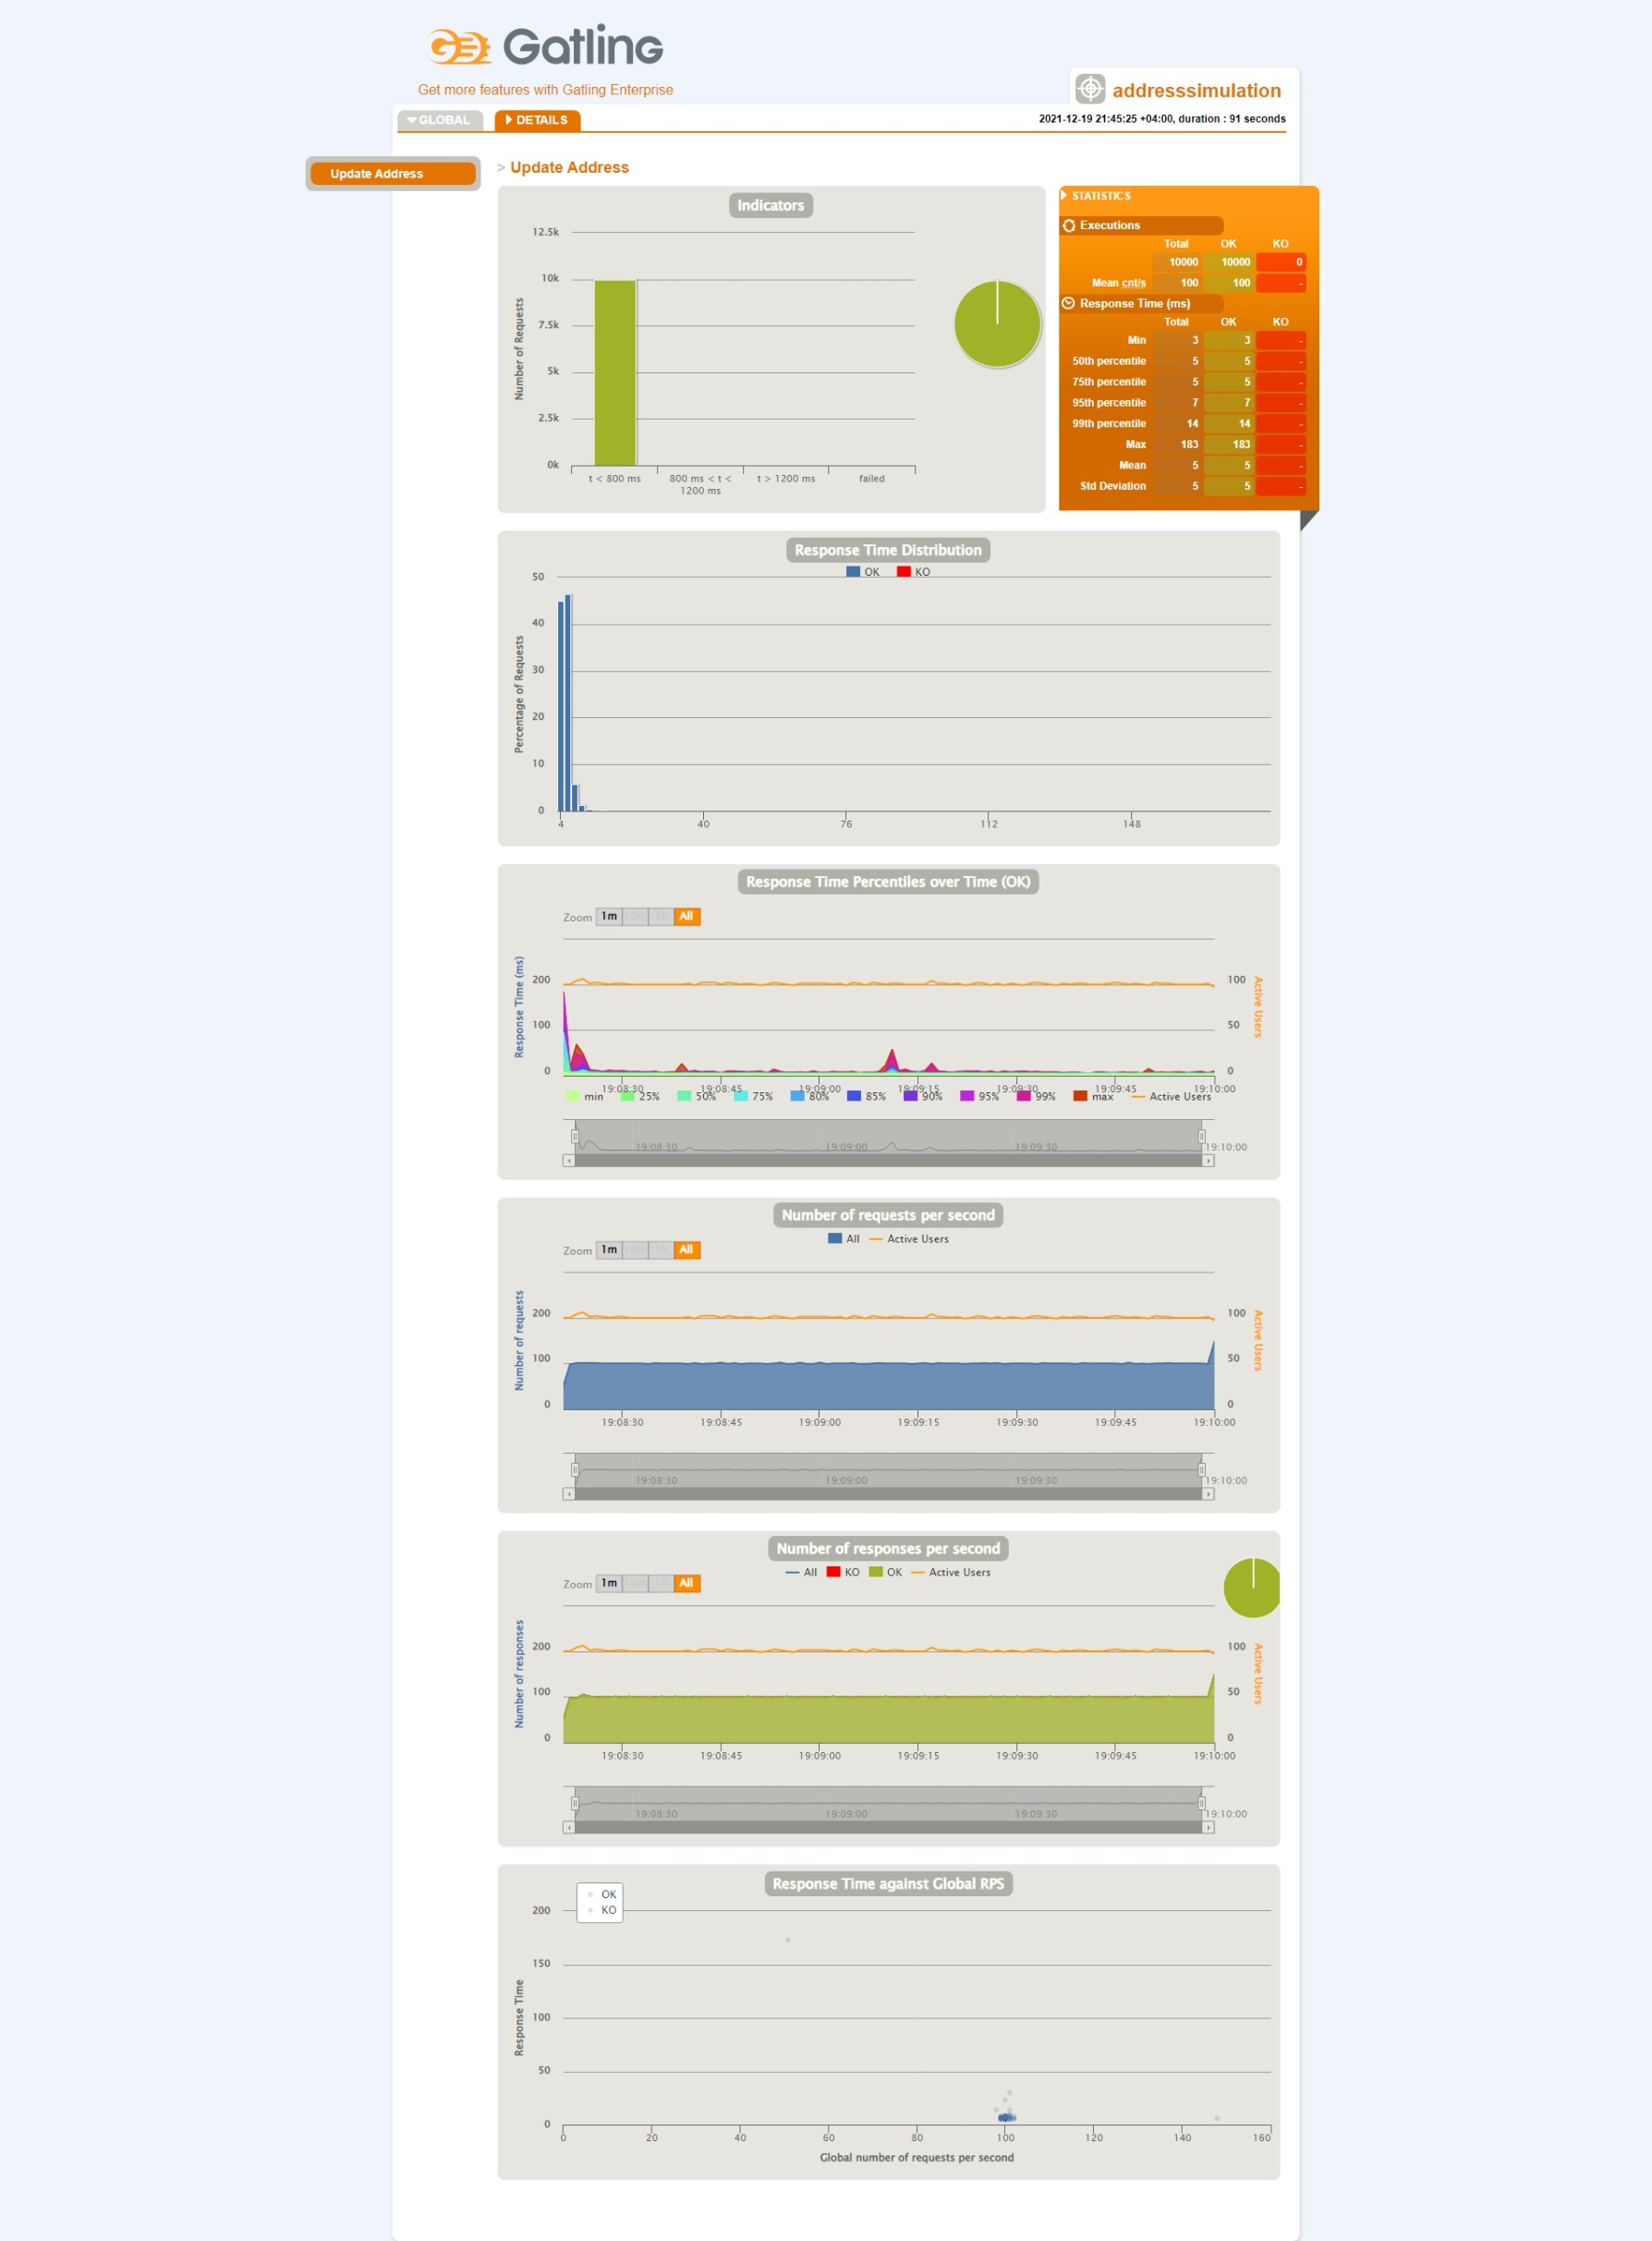 Gatling
Get more features with Gatling Enterprise
addresssimulation
GLOBAL
DETAILS
2021-12-19 21:45:25 +04:00, duration : 91 seconds
Update Address
> Update Address
Indicators
12.5k
10k
7.5k
5k
2.5k
0k
Number of Requests
t < 800 ms
800 ms < t < 1200 ms
t > 1200 ms
failed
STATISTICS
Executions
Total OK KO
10000 10000 0
Mean cnt/s 100 100 -
Response Time (ms)
Total OK KO
Min 3 3 -
50th percentile 5 5 -
75th percentile 5 5 -
95th percentile 7 7 -
99th percentile 14 14 -
Max 183 183 -
Mean 5 5 -
Std Deviation 5 5 -
Response Time Distribution
OK KO
50
40
30
20
10
0
Percentage of Requests
4 40 76 112 148
Response Time Percentiles over Time (OK)
Zoom 1m All
Response Time (ms)
200
100
0
100
50
0
Active Users
19:08:30 19:08:45 19:09:00 19:09:15 19:09:30 19:09:45 19:10:00
min 25% 50% 75% 80% 85% 90% 95% 99% max Active Users
19:08:30 19:09:00 19:09:30 19:10:00
Number of requests per second
All Active Users
Zoom 1m All
Number of requests
200
100
0
100
50
0
Active Users
19:08:30 19:08:45 19:09:00 19:09:15 19:09:30 19:09:45 19:10:00
19:08:30 19:09:00 19:09:30 19:10:00
Number of responses per second
All KO OK Active Users
Zoom 1m All
Number of responses
200
100
0
100
50
0
Active Users
19:08:30 19:08:45 19:09:00 19:09:15 19:09:30 19:09:45 19:10:00
19:08:30 19:09:00 19:09:30 19:10:00
Response Time against Global RPS
OK
KO
200
150
100
50
0
Response Time
0 20 40 60 80 100 120 140 160
Global number of requests per second